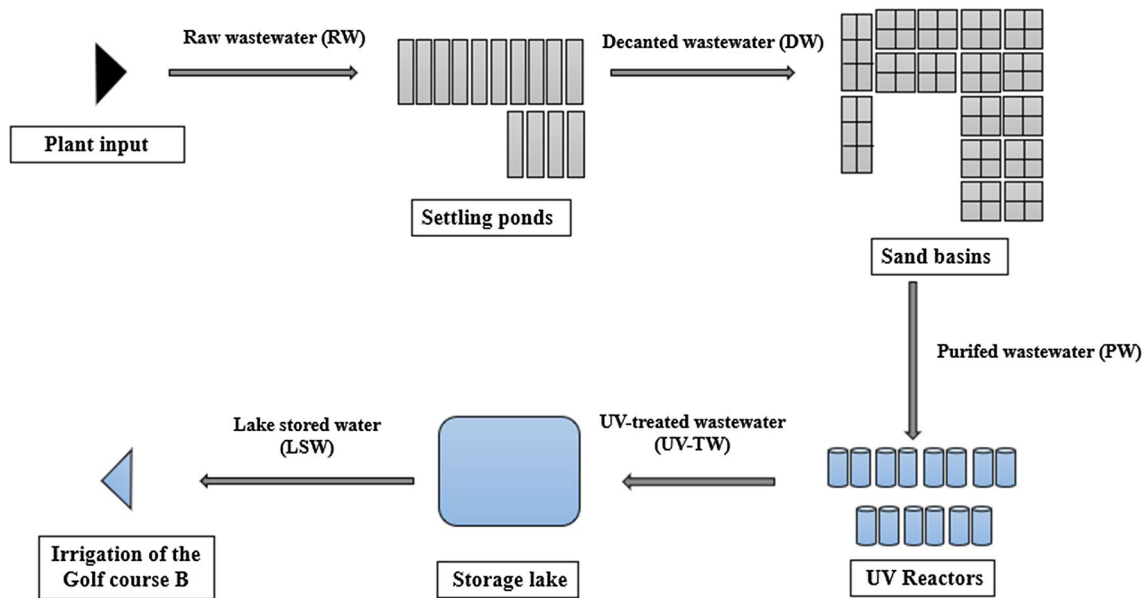 Raw wastewater (RW)
Decanted wastewater (DW)
Plant input
Settling ponds
Sand basins
Purifed wastewater (PW)
UV-treated wastewater
(UV-TW)
Lake stored water
(LSW)
Irrigation of the
Golf course B
Storage lake
UV Reactors